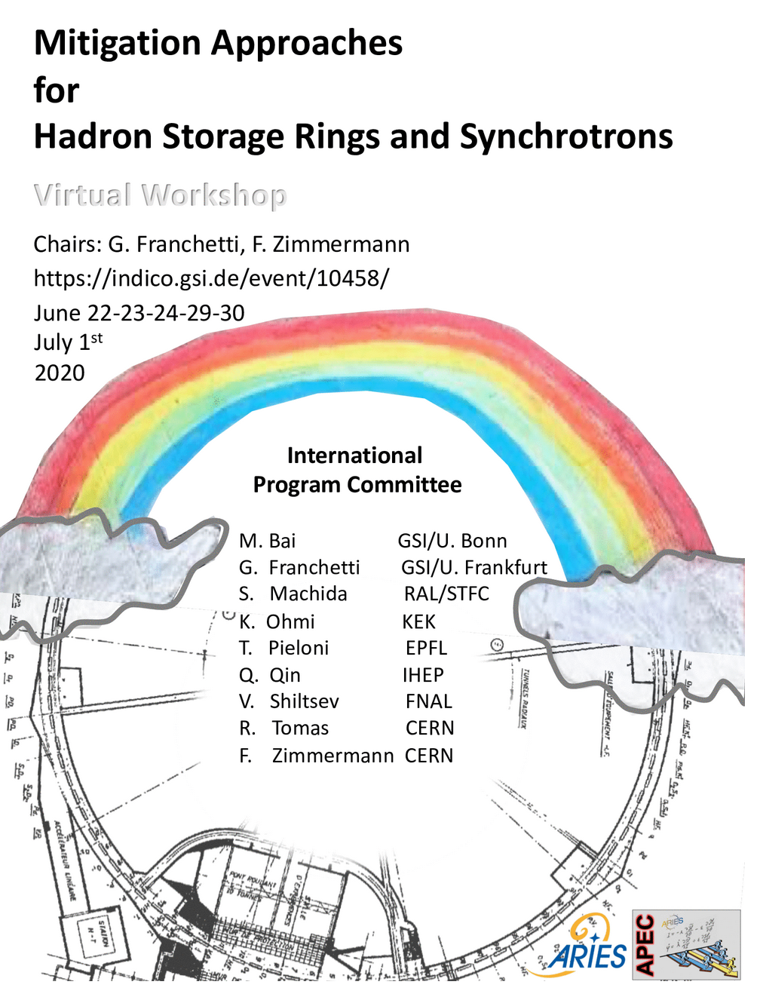 Mitigation Approaches
for
Hadron Storage Rings and Synchrotrons
Virtual Workshop
Chairs: G. Franchetti, F. Zimmermann
https://indico.gsi.de/event/10458/
June 22-23-24-29-30
July 1st
2020
International
Program Committee
M. Bai GSI/U. Bonn
G. Franchetti GSI/U. Frankfurt
S. Machida RAL/STFC
K. Ohmi KEK
T. Pieloni EPFL
Q. Qin IHEP
V. Shiltsev FNAL
R. Tomas CERN
F. Zimmermann CERN
TUNNELS RADIAUX
ACCÉLÉRATEUR LINÉAIRE
PONT ROULANT
STATION
H-T
ARIES
APEC
ARIES